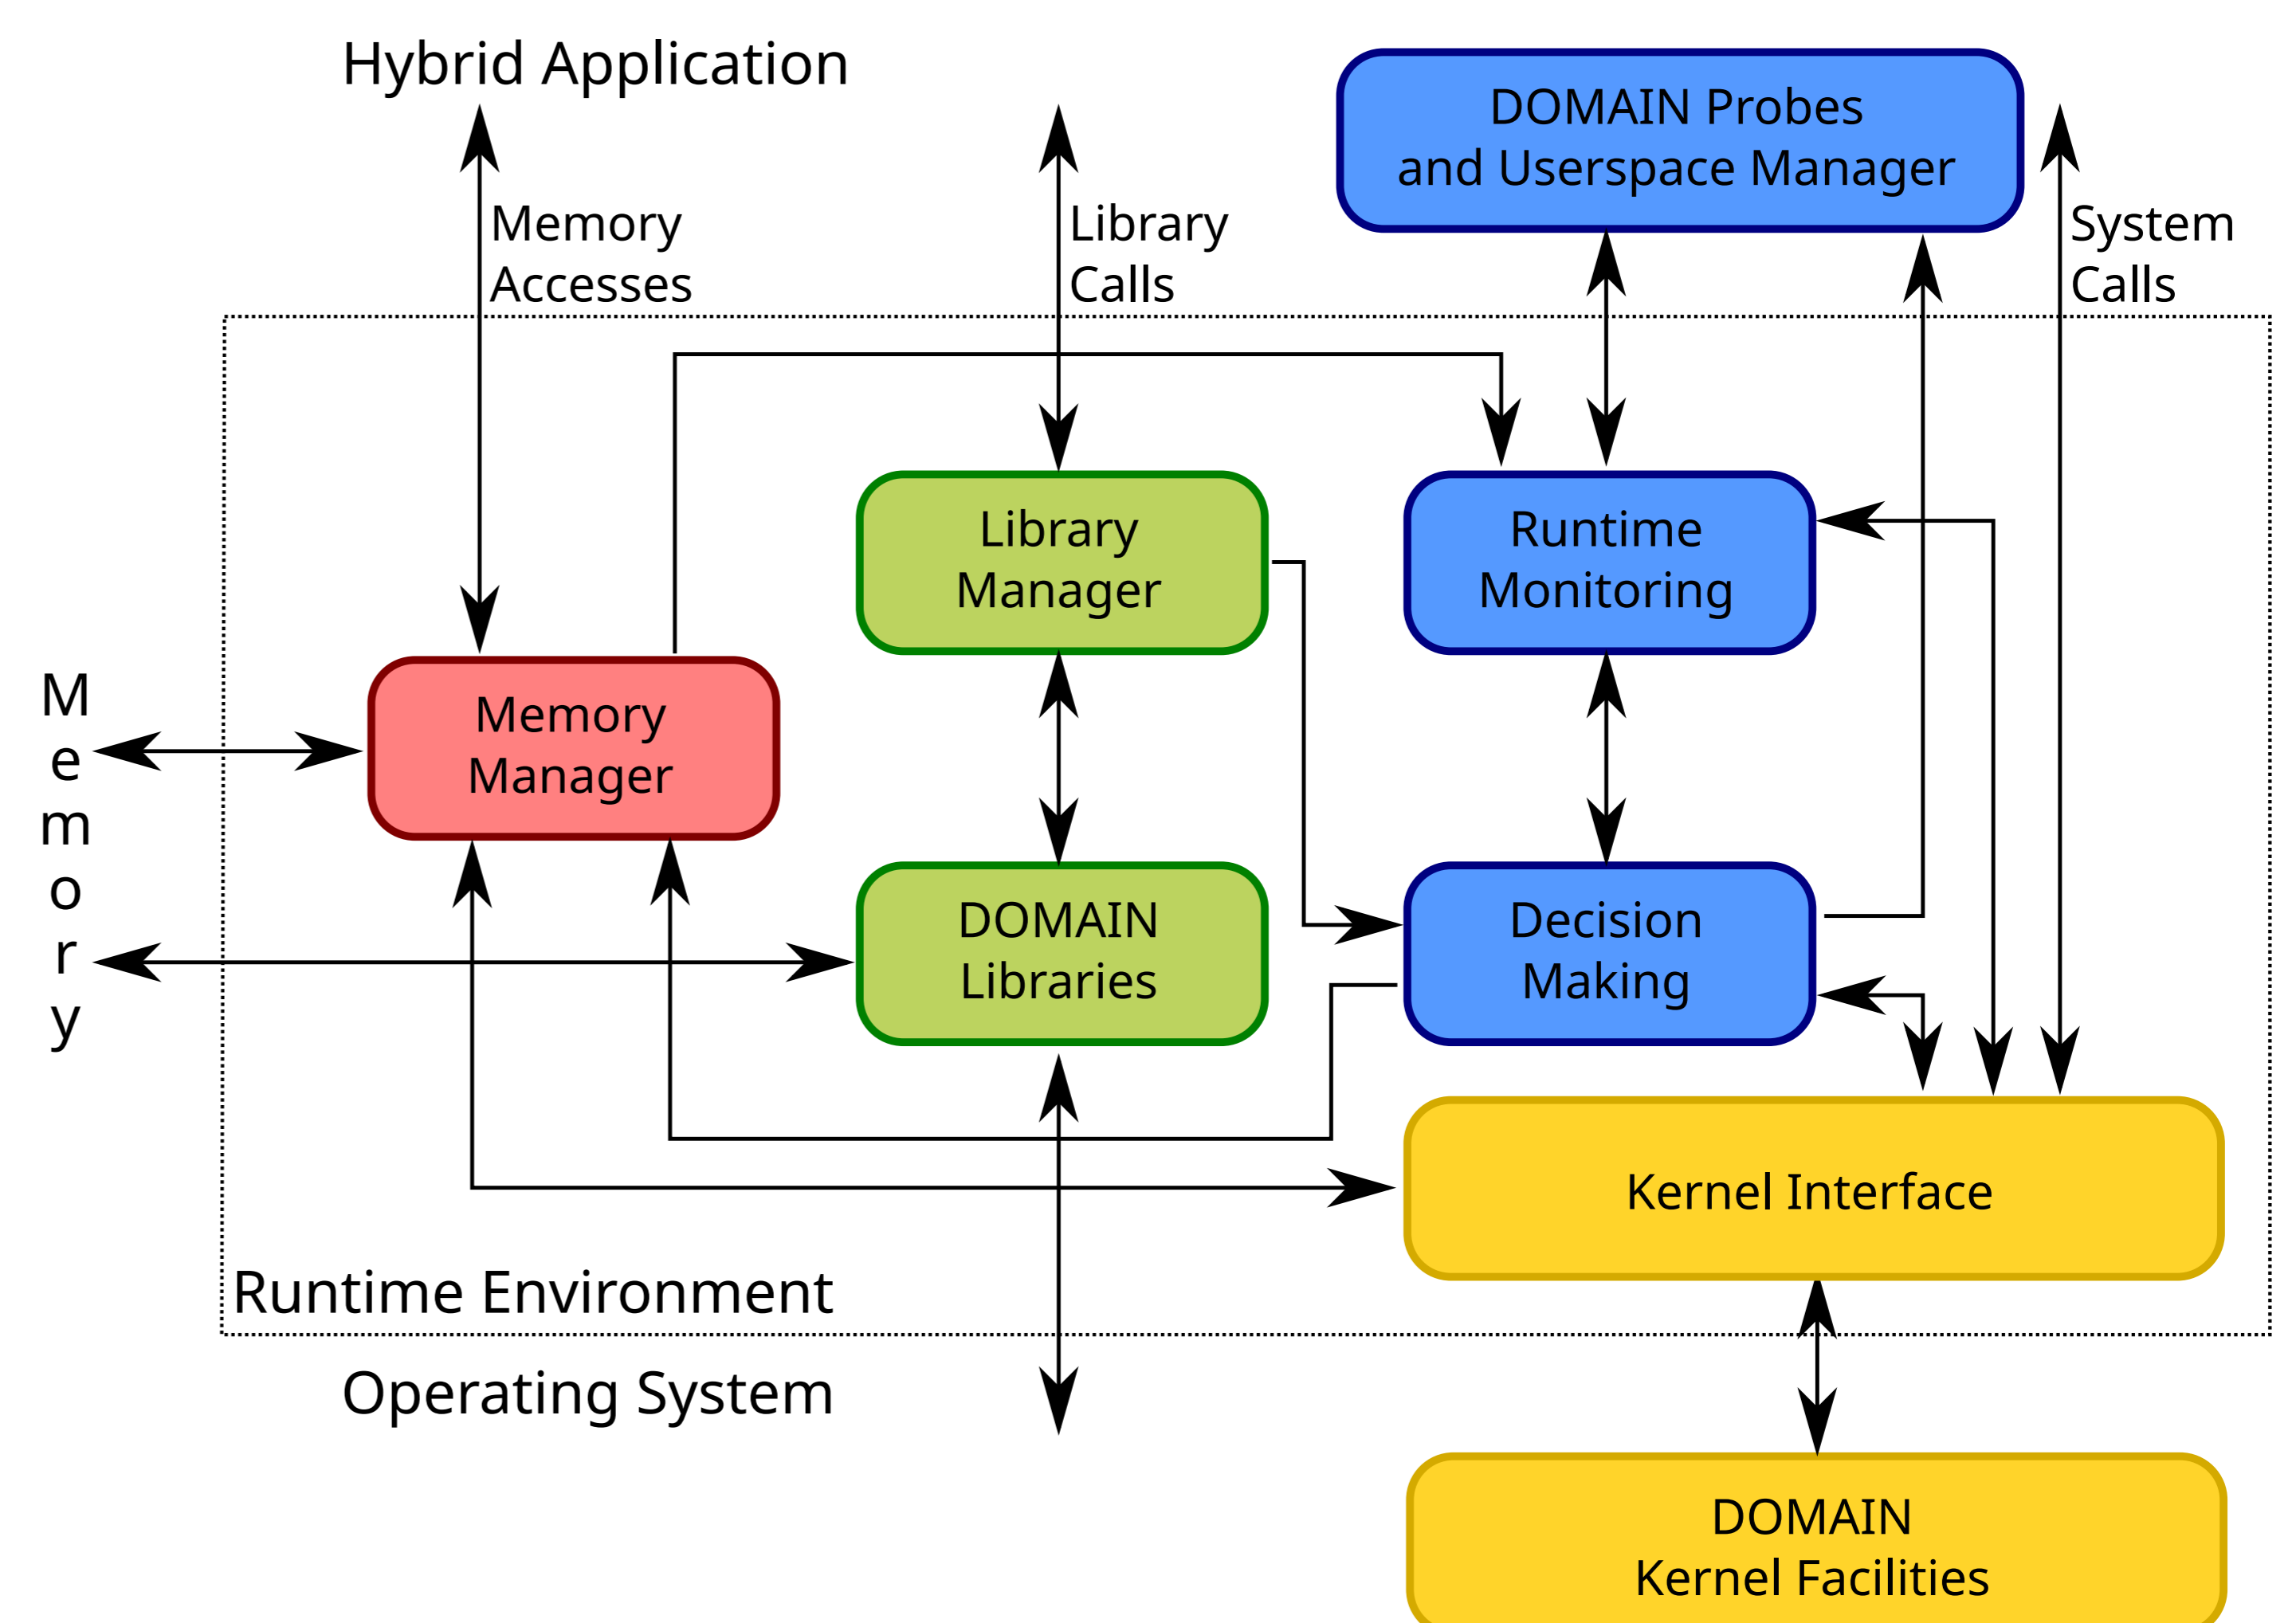 Hybrid Application
DOMAIN Probes
and Userspace Manager
Memory
Accesses
Library
Calls
System
Calls
Library
Manager
Runtime
Monitoring
Memory
Manager
Memory
DOMAIN
Libraries
Decision
Making
Kernel Interface
Runtime Environment
Operating System
DOMAIN
Kernel Facilities